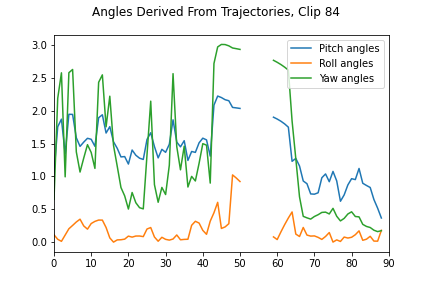 Angles Derived From Trajectories, Clip 84
Pitch angles
Roll angles
Yaw angles
3.0
2.5
2.0
1.5
1.0
0.5
0.0
0 10 20 30 40 50 60 70 80 90